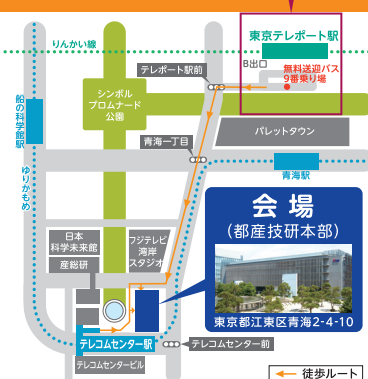 東京テレポート駅
りんかい線
B出口
テレポート駅前
無料送迎バス
9番乗り場
シンボル
プロムナード
公園
船の科学館駅
パレットタウン
青海一丁目
青海駅
ゆりかもめ
会場
(都産技研本部)
日本
科学未来館
フジテレビ
湾岸
スタジオ
産総研
東京都江東区青海2-4-10
テレコムセンター駅
テレコムセンター前
テレコムセンタービル
徒歩ルート